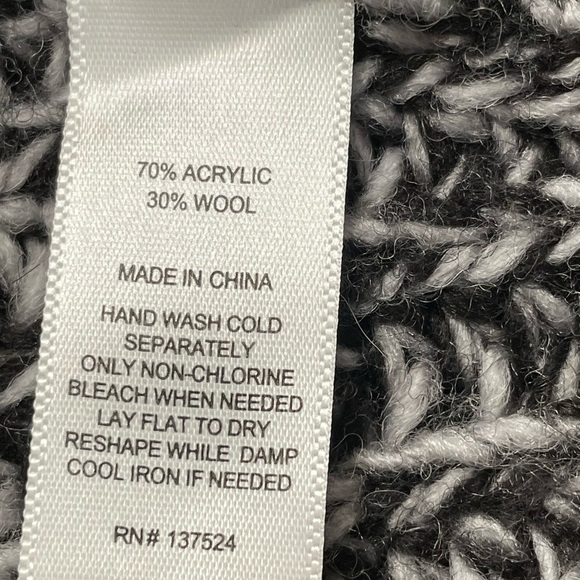 70% ACRYLIC
30% WOOL
MADE IN CHINA
HAND WASH COLD
SEPARATELY
ONLY NON-CHLORINE
BLEACH WHEN NEEDED
LAY FLAT TO DRY
RESHAPE WHILE DAMP
COOL IRON IF NEEDED
RN# 137524